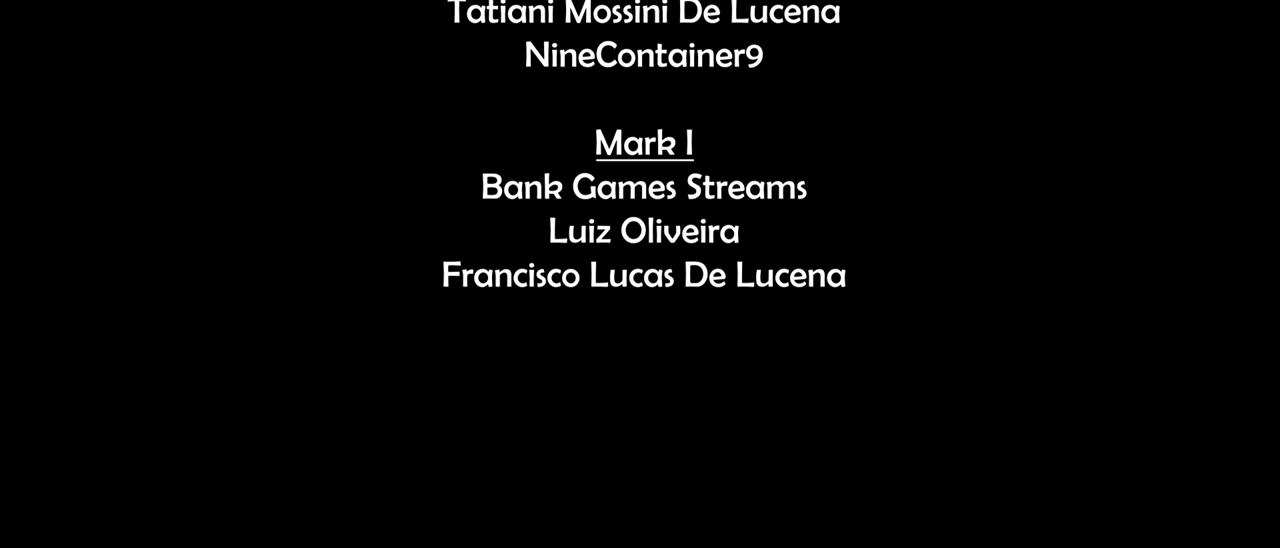 Tatiani Mossini De Lucena
NineContainer9
Mark I
Bank Games Streams
Luiz Oliveira
Francisco Lucas De Lucena